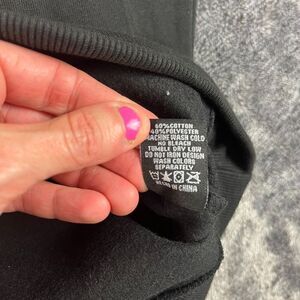 60%COTTON
40%POLYESTER
MACHINE WASH COLD
NO BLEACH
TUMBLE DRY LOW
DO NOT IRON DESIGN
WASH COLORS
SEPARATELY
MADE IN CHINA